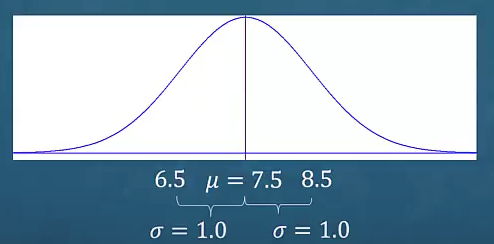 6.5 μ = 7.5 8.5
σ = 1.0 σ = 1.0